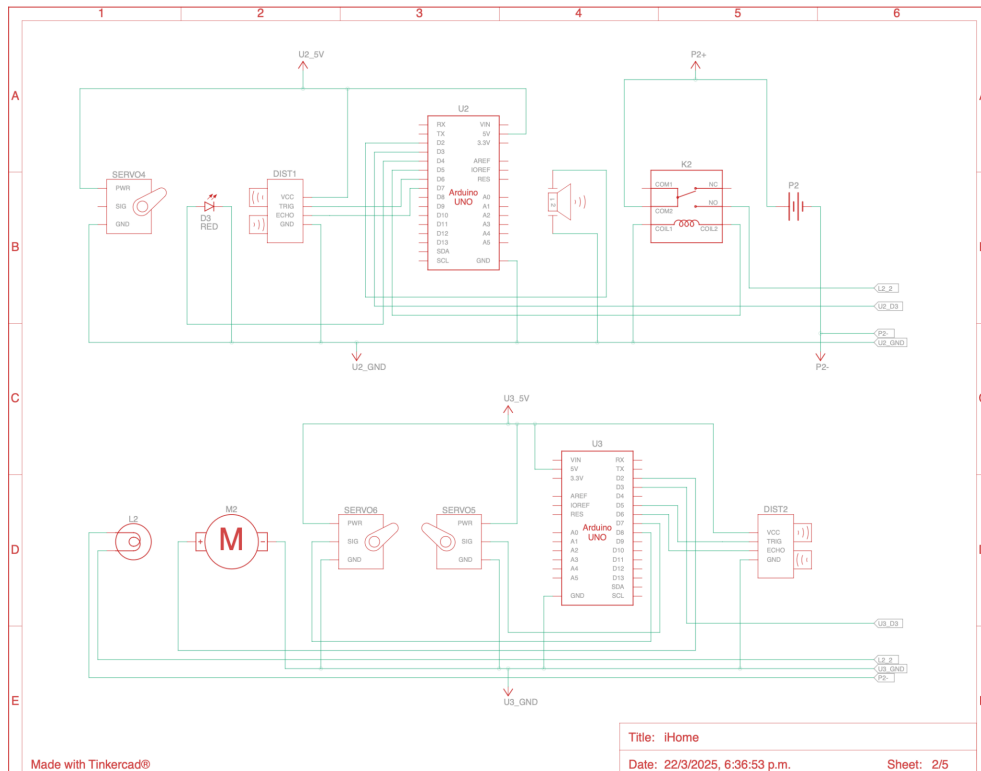 1 2 3 4 5 6
U2_5V
P2+
A
U2
RX VIN
TX 5V
D2 3.3V
D3
D4 AREF
D5 IOREF
D6 RES
D7
D8 A0
D9 A1
D10 A2
D11 A3
D12 A4
D13 A5
SDA
SCL GND
Arduino
UNO
SERVO4
PWR
SIG
GND
D3
RED
DIST1
VCC
TRIG
ECHO
GND
K2
COM1 NC
COM2 NO
COIL1 COIL2
P2
B
L2_2
U2_D3
P2-
U2_GND
U2_GND
P2-
C
U3_5V
U3
VIN RX
5V TX
3.3V D2
D3
AREF D4
IOREF D5
RES D6
D7
A0 D8
A1 D9
A2 D10
A3 D11
A4 D12
A5 D13
SDA
GND SCL
Arduino
UNO
L2
M2
M
+ -
SERVO6
PWR
SIG
GND
SERVO5
PWR
SIG
GND
DIST2
VCC
TRIG
ECHO
GND
D
U3_D3
L2_2
U3_GND
P2-
E
U3_GND
Title: iHome
Made with Tinkercad®
Date: 22/3/2025, 6:36:53 p.m. Sheet: 2/5